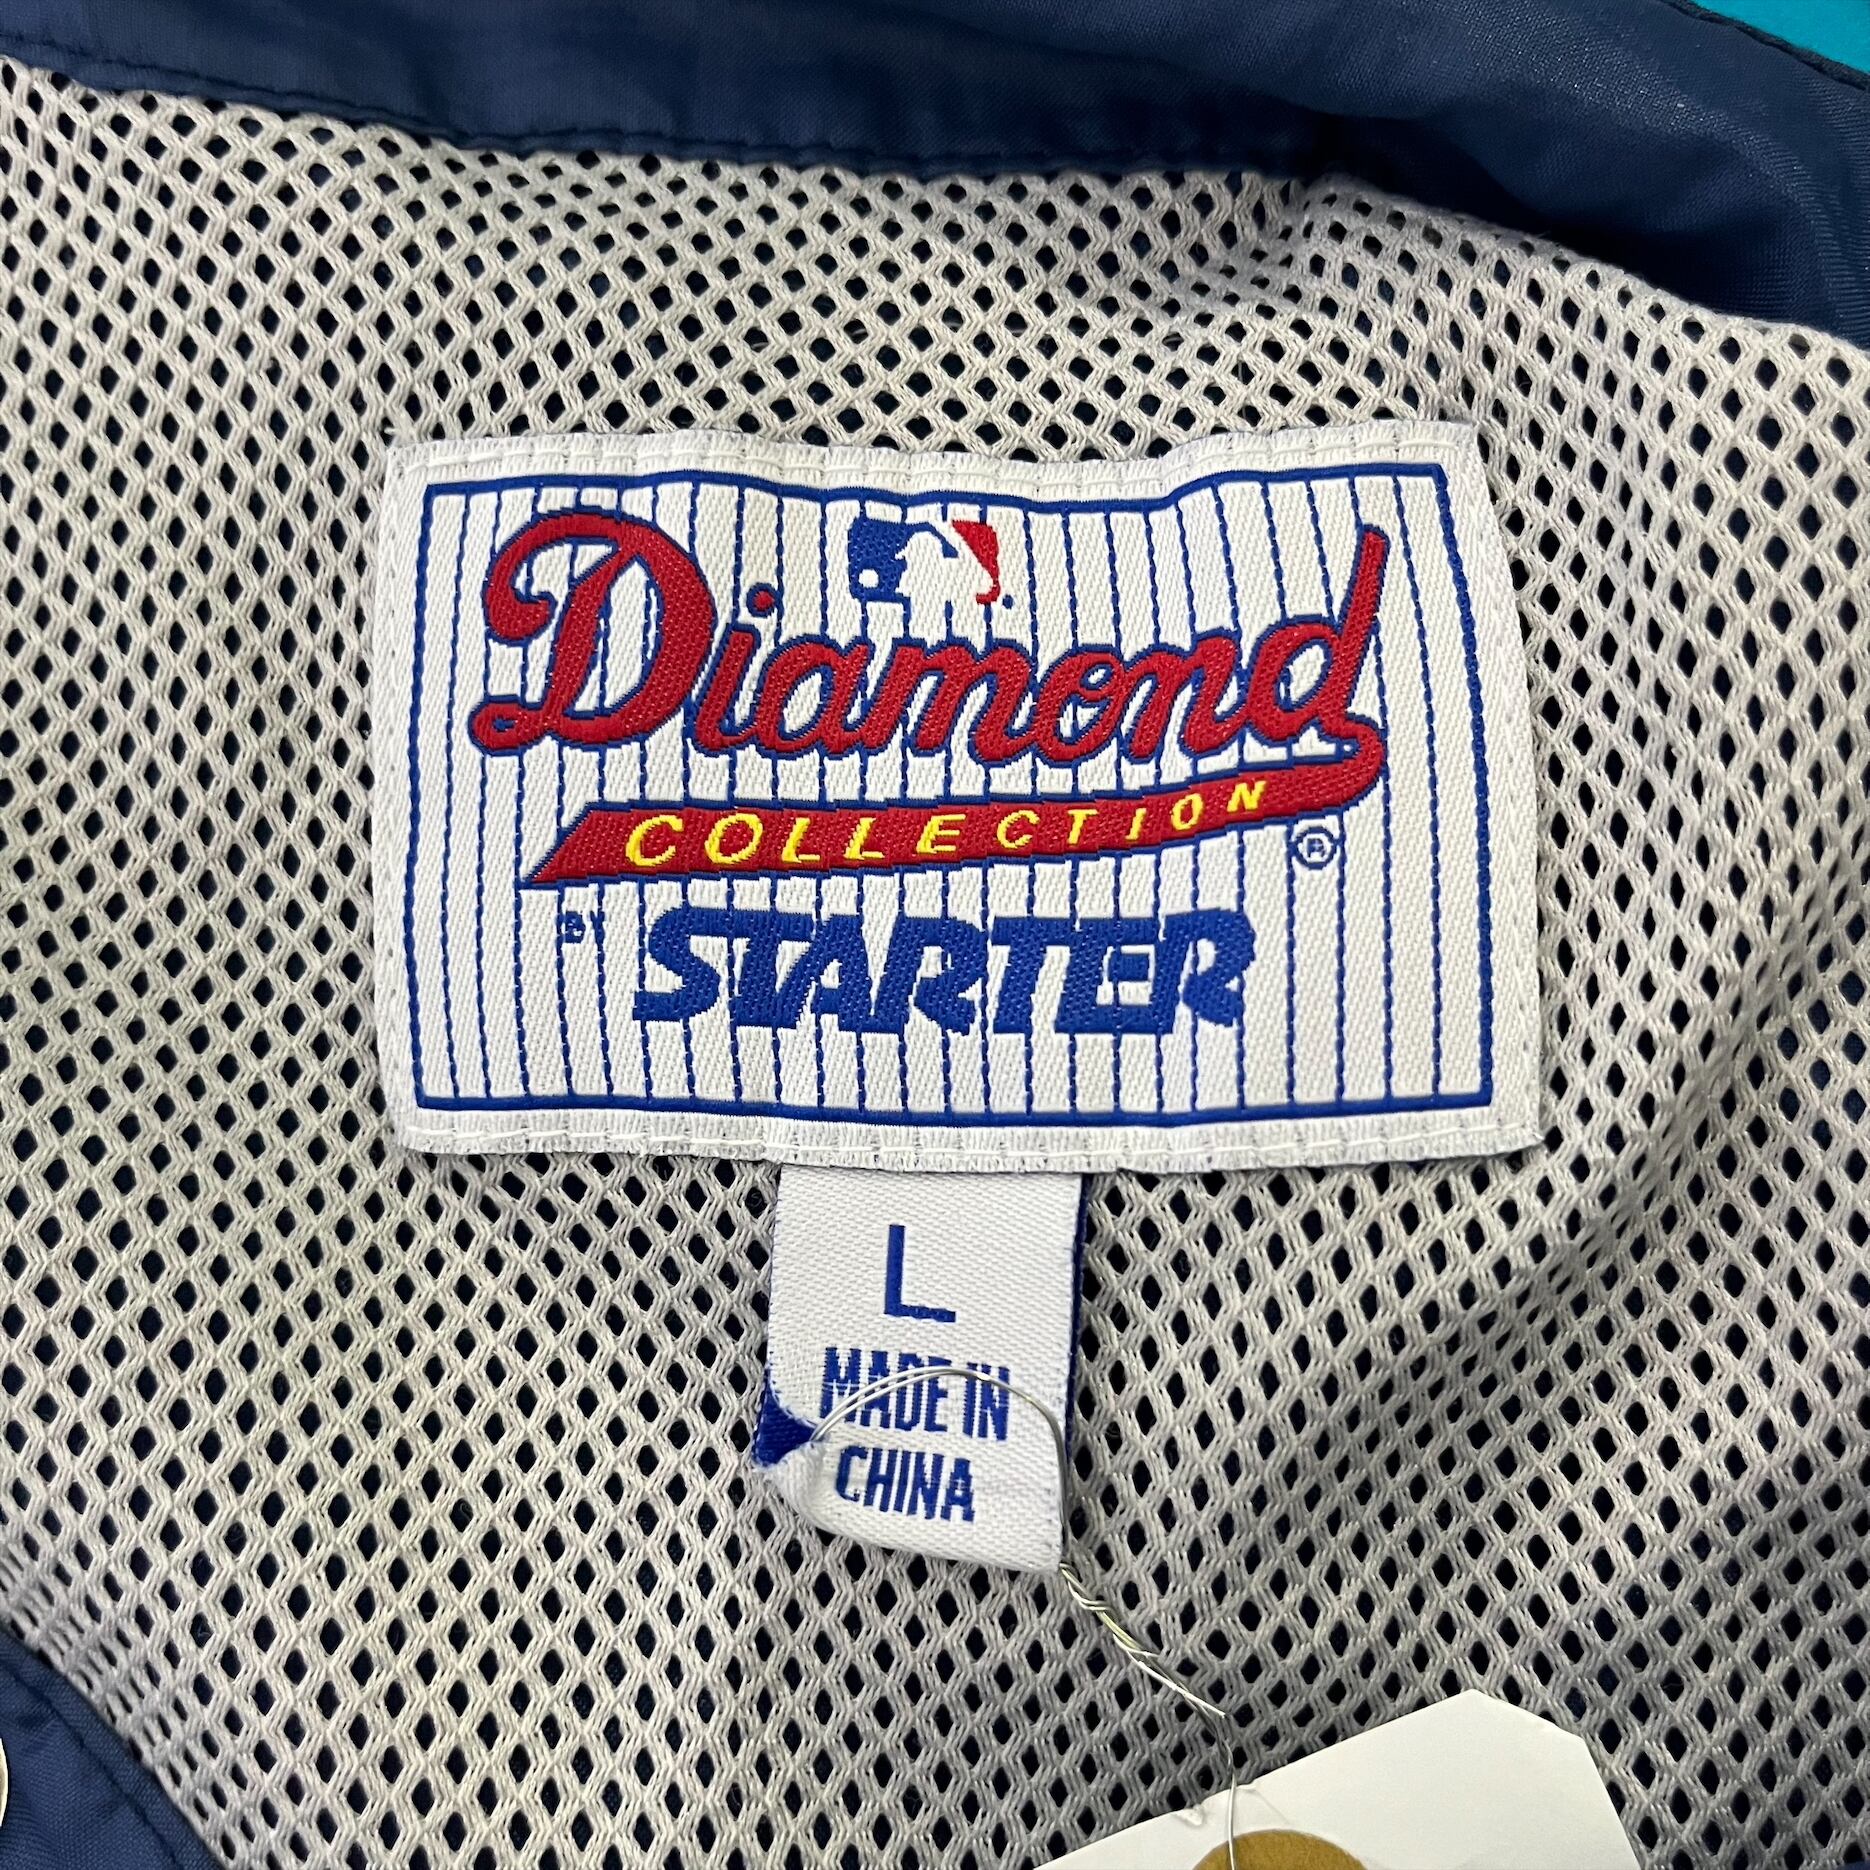 Diamond
COLLECTION
®
BY STARTER
L
MADE IN
CHINA